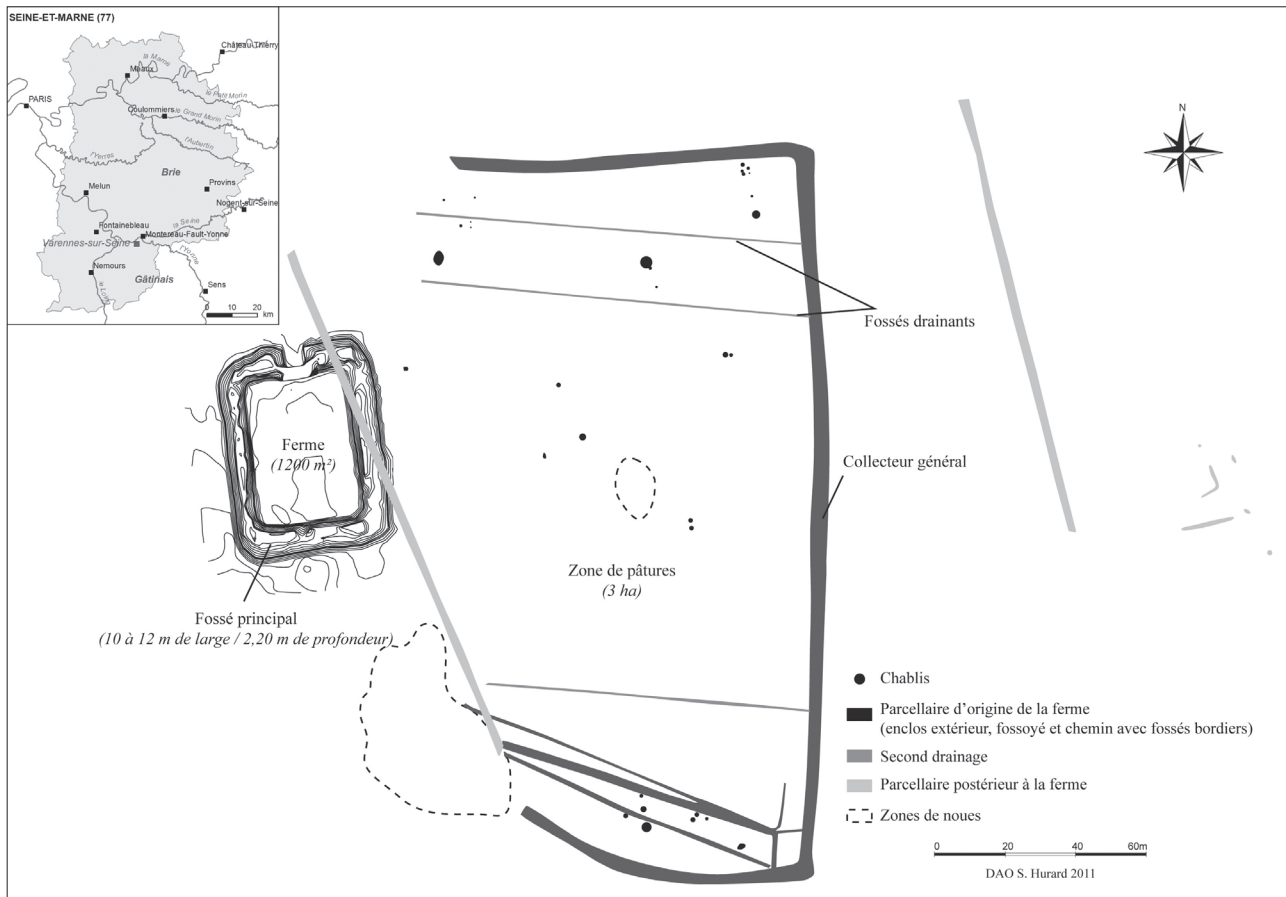 SEINE-ET-MARNE (77)
Château-Thierry
la Marne
Meaux
PARIS
le Petit Morin
Coulommiers
le Grand Morin
l'Aubertin
l'Yerres
Brie
Melun
Provins
Nogent-sur-Seine
la Seine
Fontainebleau
Montereau-Fault-Yonne
Varennes-sur-Seine
l'Yonne
Nemours
Gâtinais
le Loing
Sens
0 10 20
km
N
Fossés drainants
Ferme
(1200 m²)
Collecteur général
Zone de pâtures
(3 ha)
Fossé principal
(10 à 12 m de large / 2,20 m de profondeur)
Chablis
Parcellaire d'origine de la ferme
(enclos extérieur, fossoyé et chemin avec fossés bordiers)
Second drainage
Parcellaire postérieur à la ferme
Zones de noues
0 20 40 60m
DAO S. Hurard 2011